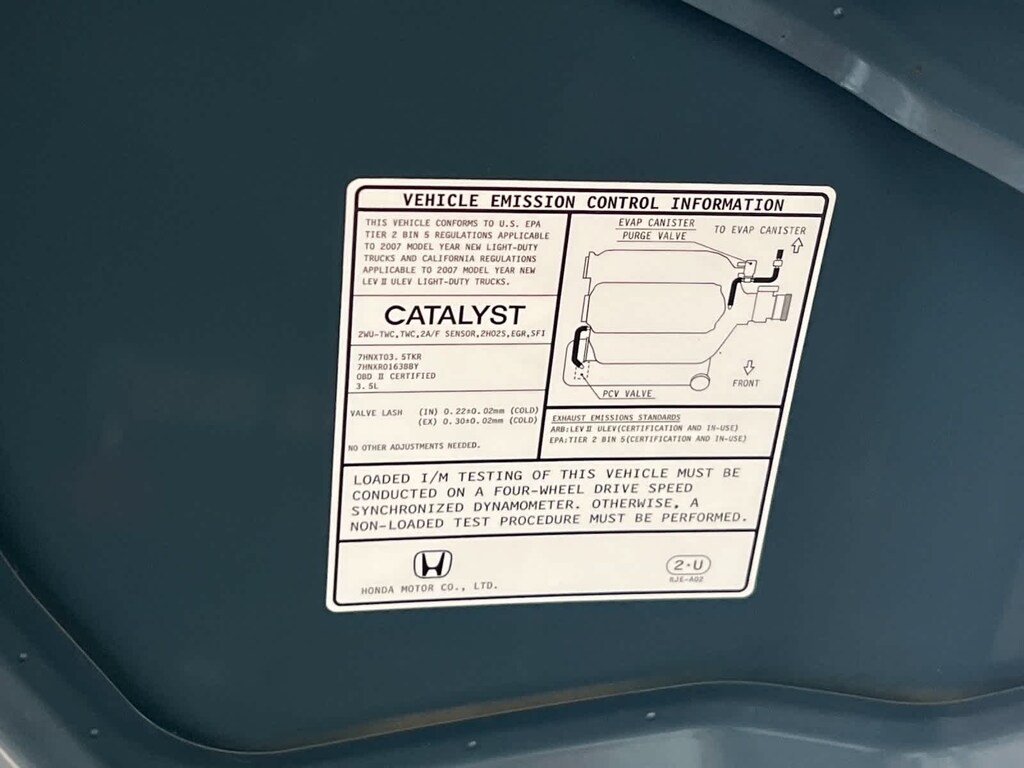 VEHICLE EMISSION CONTROL INFORMATION
THIS VEHICLE CONFORMS TO U.S. EPA
TIER 2 BIN 5 REGULATIONS APPLICABLE
TO 2007 MODEL YEAR NEW LIGHT-DUTY
TRUCKS AND CALIFORNIA REGULATIONS
APPLICABLE TO 2007 MODEL YEAR NEW
LEV II ULEV LIGHT-DUTY TRUCKS.
CATALYST
2WU-TWC,TWC,2A/F SENSOR,2HO2S,EGR,SFI
7HNXT03.5TKR
7HNXR0163BBY
OBD II CERTIFIED
3.5L
VALVE LASH (IN) 0.22±0.02mm (COLD)
(EX) 0.30±0.02mm (COLD)
NO OTHER ADJUSTMENTS NEEDED.
EVAP CANISTER
PURGE VALVE
TO EVAP CANISTER
FRONT
PCV VALVE
EXHAUST EMISSIONS STANDARDS
ARB:LEV II ULEV(CERTIFICATION AND IN-USE)
EPA:TIER 2 BIN 5(CERTIFICATION AND IN-USE)
LOADED I/M TESTING OF THIS VEHICLE MUST BE
CONDUCTED ON A FOUR-WHEEL DRIVE SPEED
SYNCHRONIZED DYNAMOMETER. OTHERWISE, A
NON-LOADED TEST PROCEDURE MUST BE PERFORMED.
HONDA MOTOR CO., LTD.
2·U
RJE-A02